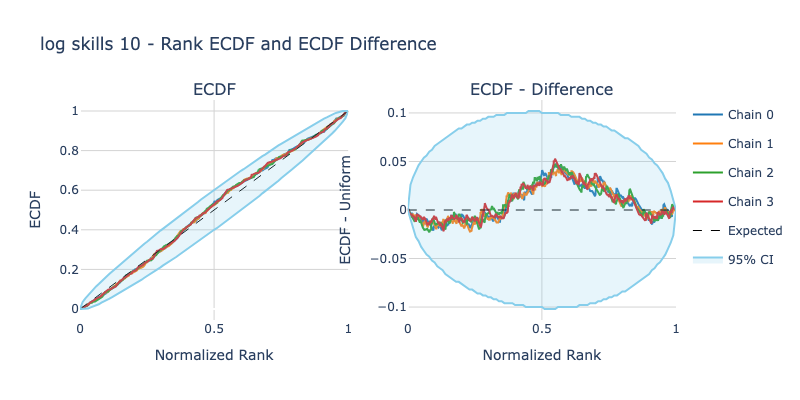 log skills 10 - Rank ECDF and ECDF Difference
ECDF
ECDF
1
0.8
0.6
0.4
0.2
0
0
0.5
1
Normalized Rank
ECDF - Difference
ECDF - Uniform
0.1
0.05
0
−0.05
−0.1
0
0.5
1
Normalized Rank
Chain 0
Chain 1
Chain 2
Chain 3
Expected
95% CI